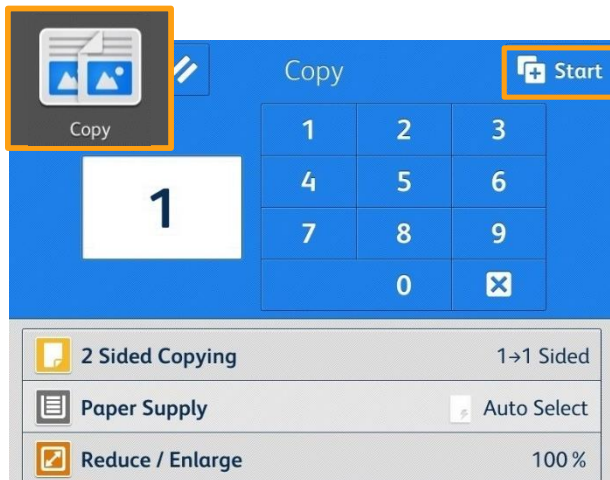 Copy
Copy
Start
1
1 2 3
4 5 6
7 8 9
0
2 Sided Copying 1→1 Sided
Paper Supply Auto Select
Reduce / Enlarge 100 %